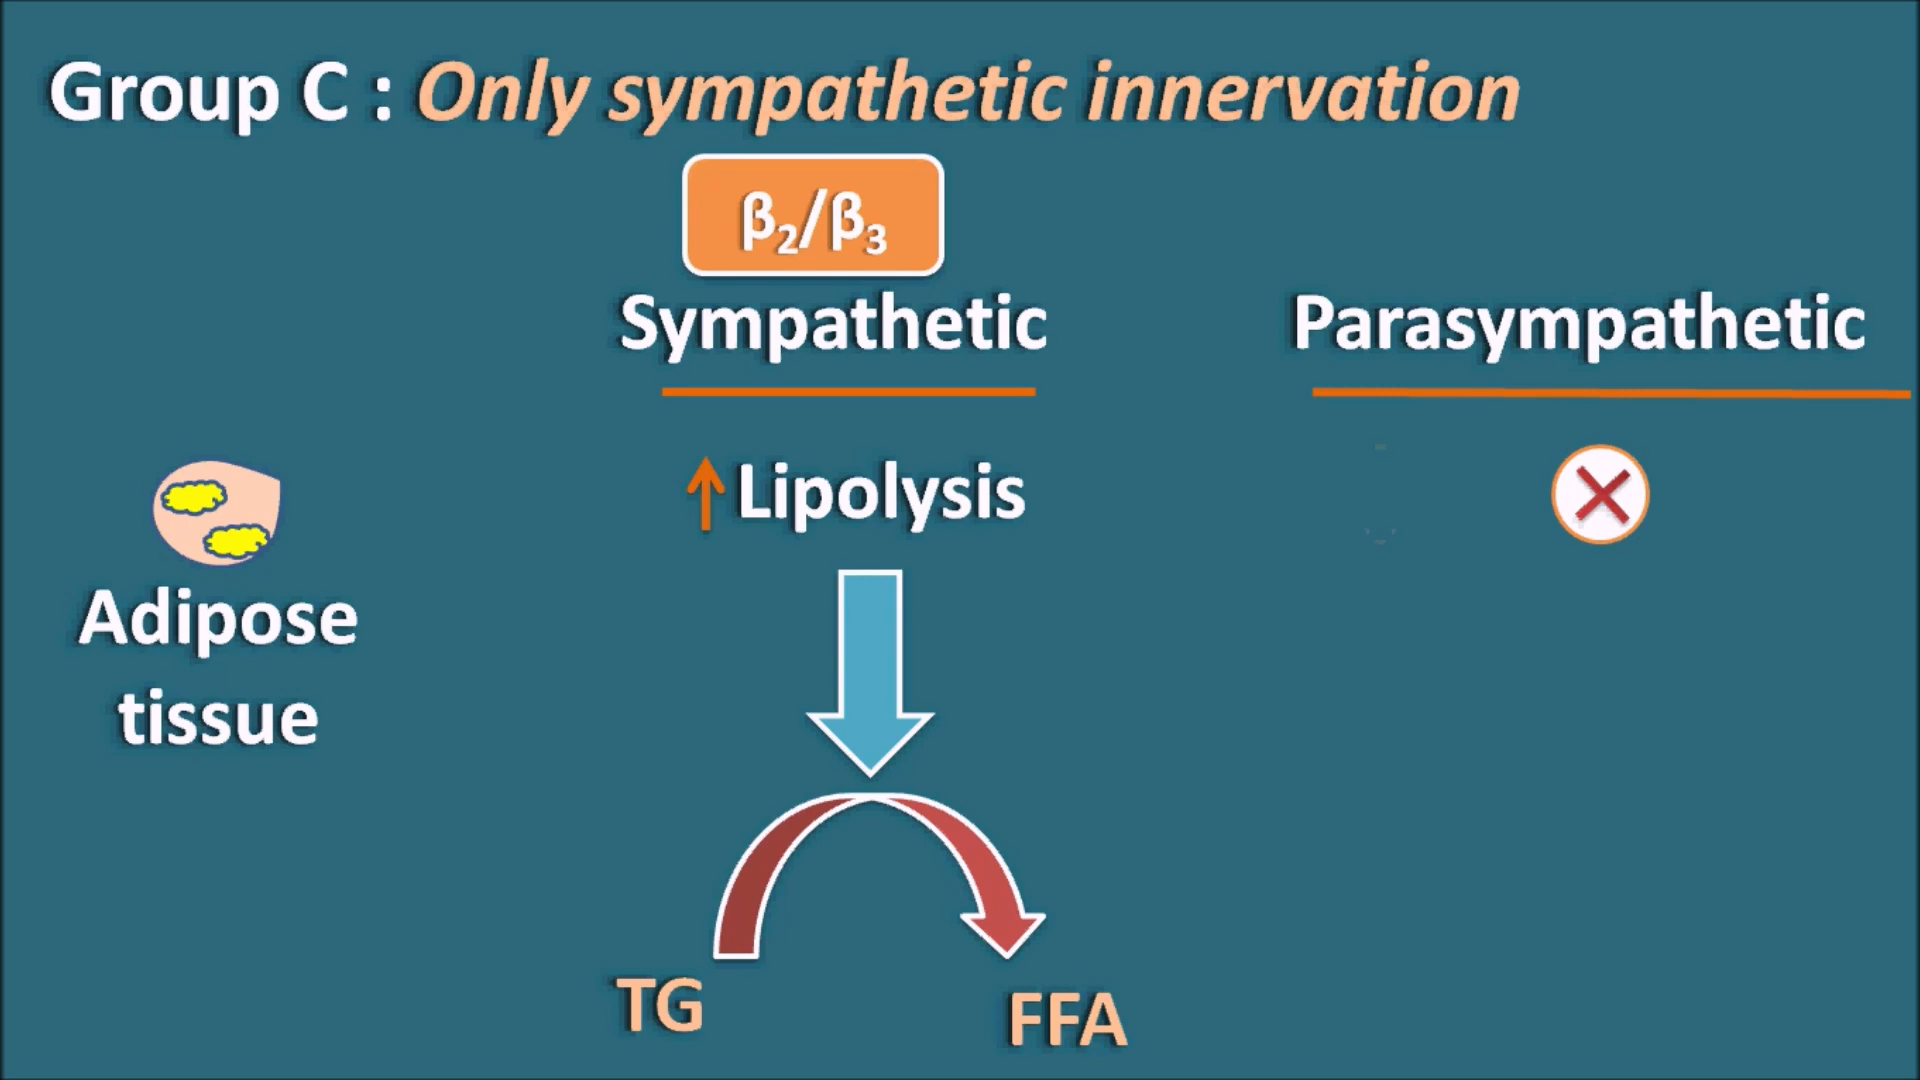 Group C : Only sympathetic innervation
β₂/β₃
Sympathetic
Parasympathetic
Lipolysis
Adipose
tissue
TG
FFA